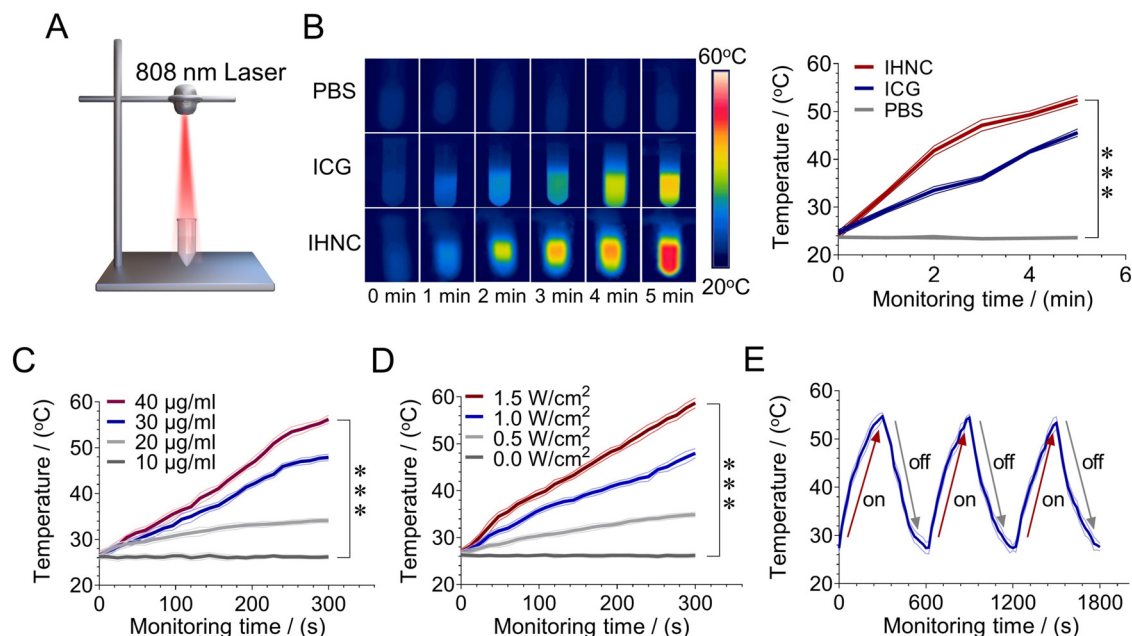 A
808 nm Laser
B
PBS
ICG
IHNC
0 min 1 min 2 min 3 min 4 min 5 min
60°C
20°C
Temperature / (°C)
60
50
40
30
20
IHNC
ICG
PBS
***
0 2 4 6
Monitoring time / (min)
C
Temperature / (°C)
60
50
40
30
20
40 µg/ml
30 µg/ml
20 µg/ml
10 µg/ml
***
0 100 200 300
Monitoring time / (s)
D
Temperature / (°C)
60
50
40
30
20
1.5 W/cm²
1.0 W/cm²
0.5 W/cm²
0.0 W/cm²
***
0 100 200 300
Monitoring time / (s)
E
Temperature / (°C)
60
50
40
30
20
on
off
on
off
on
off
0 600 1200 1800
Monitoring time / (s)